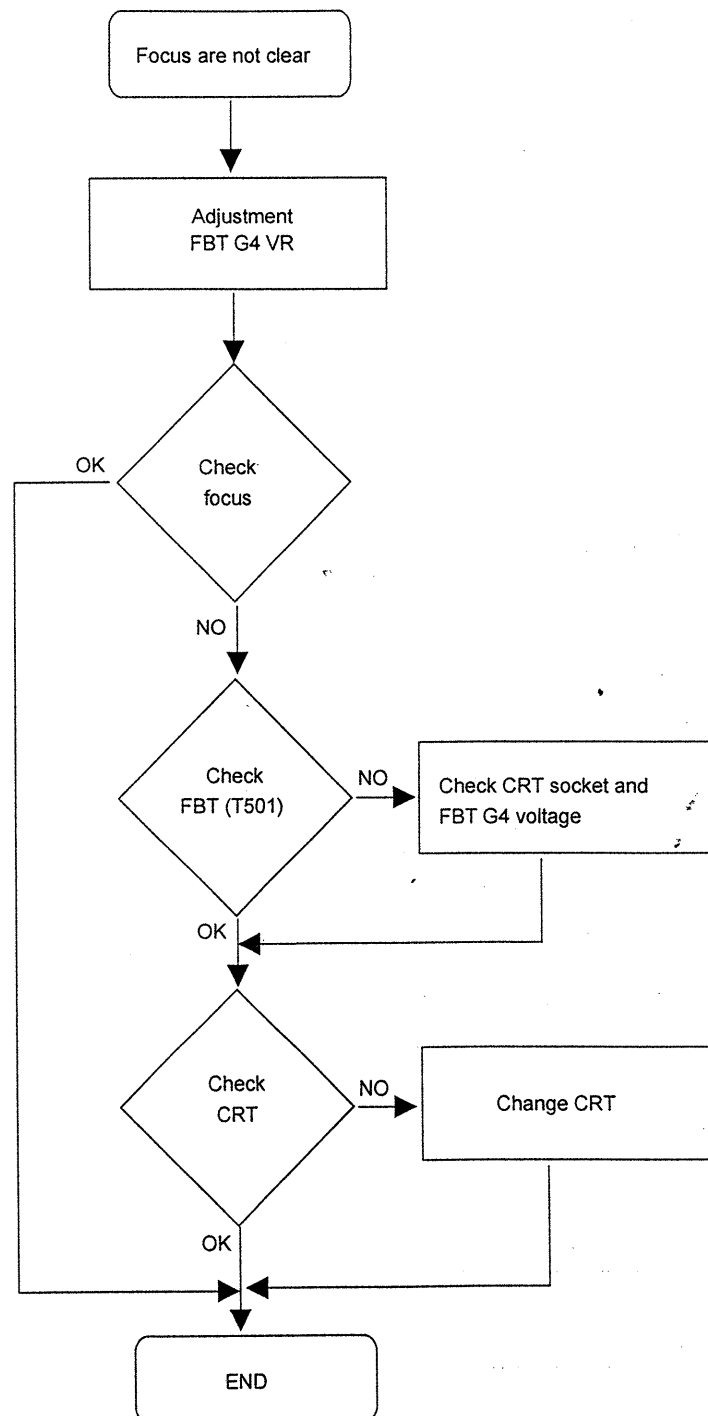 Focus are not clear
Adjustment
FBT G4 VR
OK
Check
focus
NO
Check
FBT (T501)
NO
Check CRT socket and
FBT G4 voltage
OK
Check
CRT
NO
Change CRT
OK
END